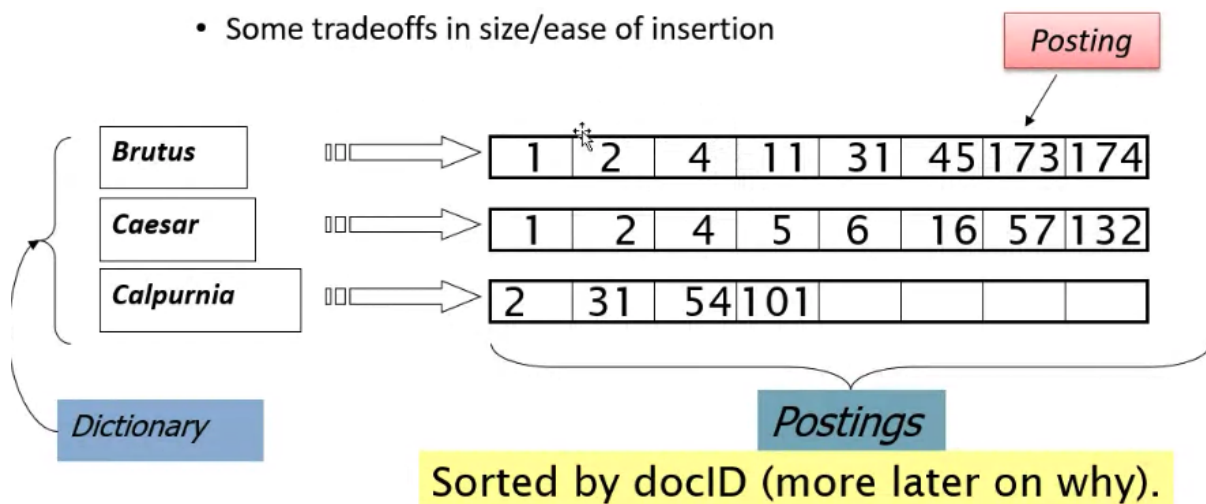 • Some tradeoffs in size/ease of insertion
Posting
Brutus 1 2 4 11 31 45 173 174
Caesar 1 2 4 5 6 16 57 132
Calpurnia 2 31 54 101
Dictionary
Postings
Sorted by docID (more later on why).